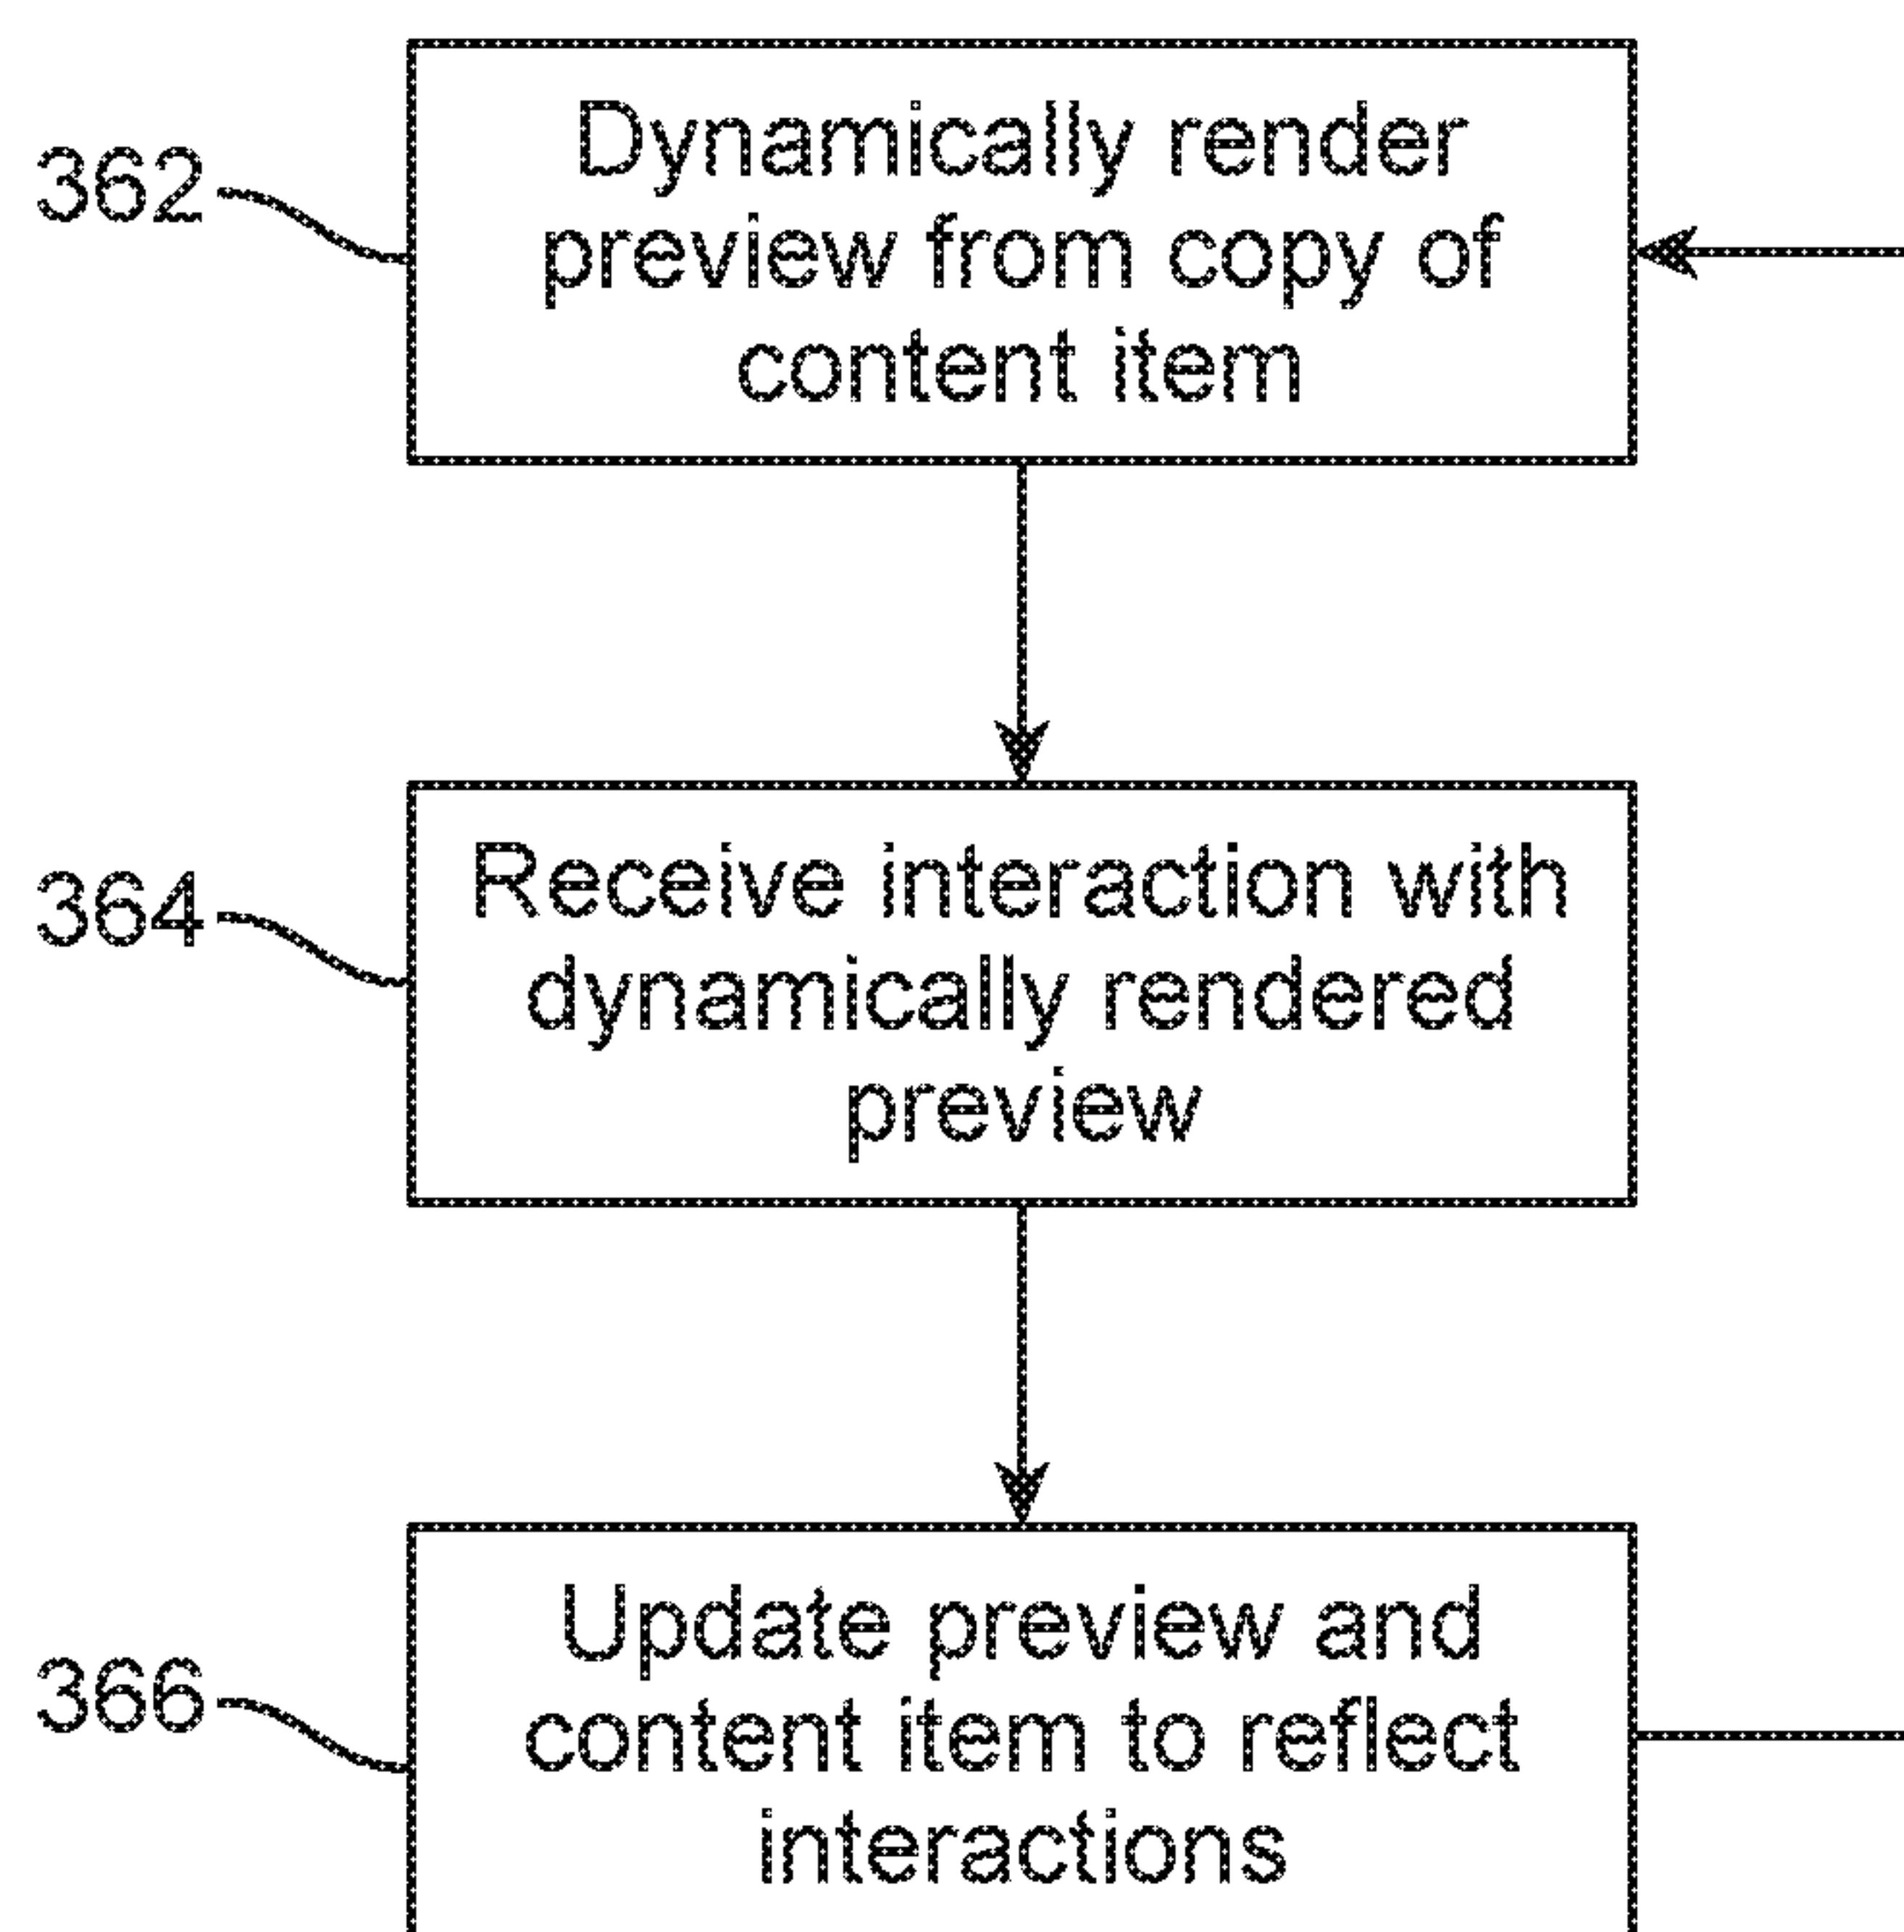 362
Dynamically render
preview from copy of
content item
364
Receive interaction with
dynamically rendered
preview
366
Update preview and
content item to reflect
interactions